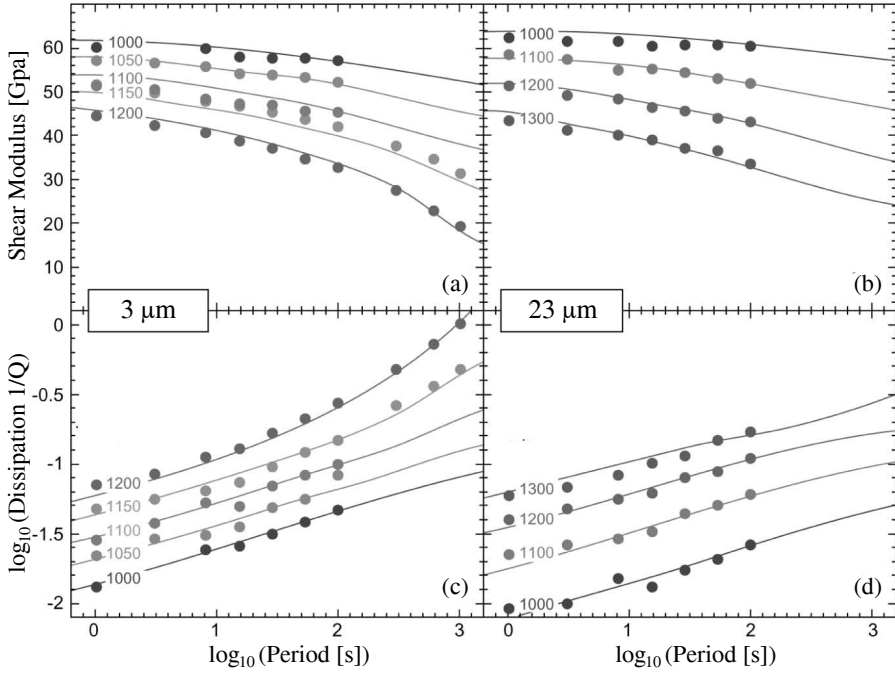 1000
1050
1100
1150
1200
60
50
40
30
20
10
Shear Modulus [Gpa]
(a)
1000
1100
1200
1300
(b)
3 µm
23 µm
0
-0.5
-1
-1.5
-2
log10(Dissipation 1/Q)
1200
1150
1100
1050
1000
(c)
1300
1200
1100
1000
(d)
0 1 2 3
0 1 2 3
log10(Period [s])
log10(Period [s])